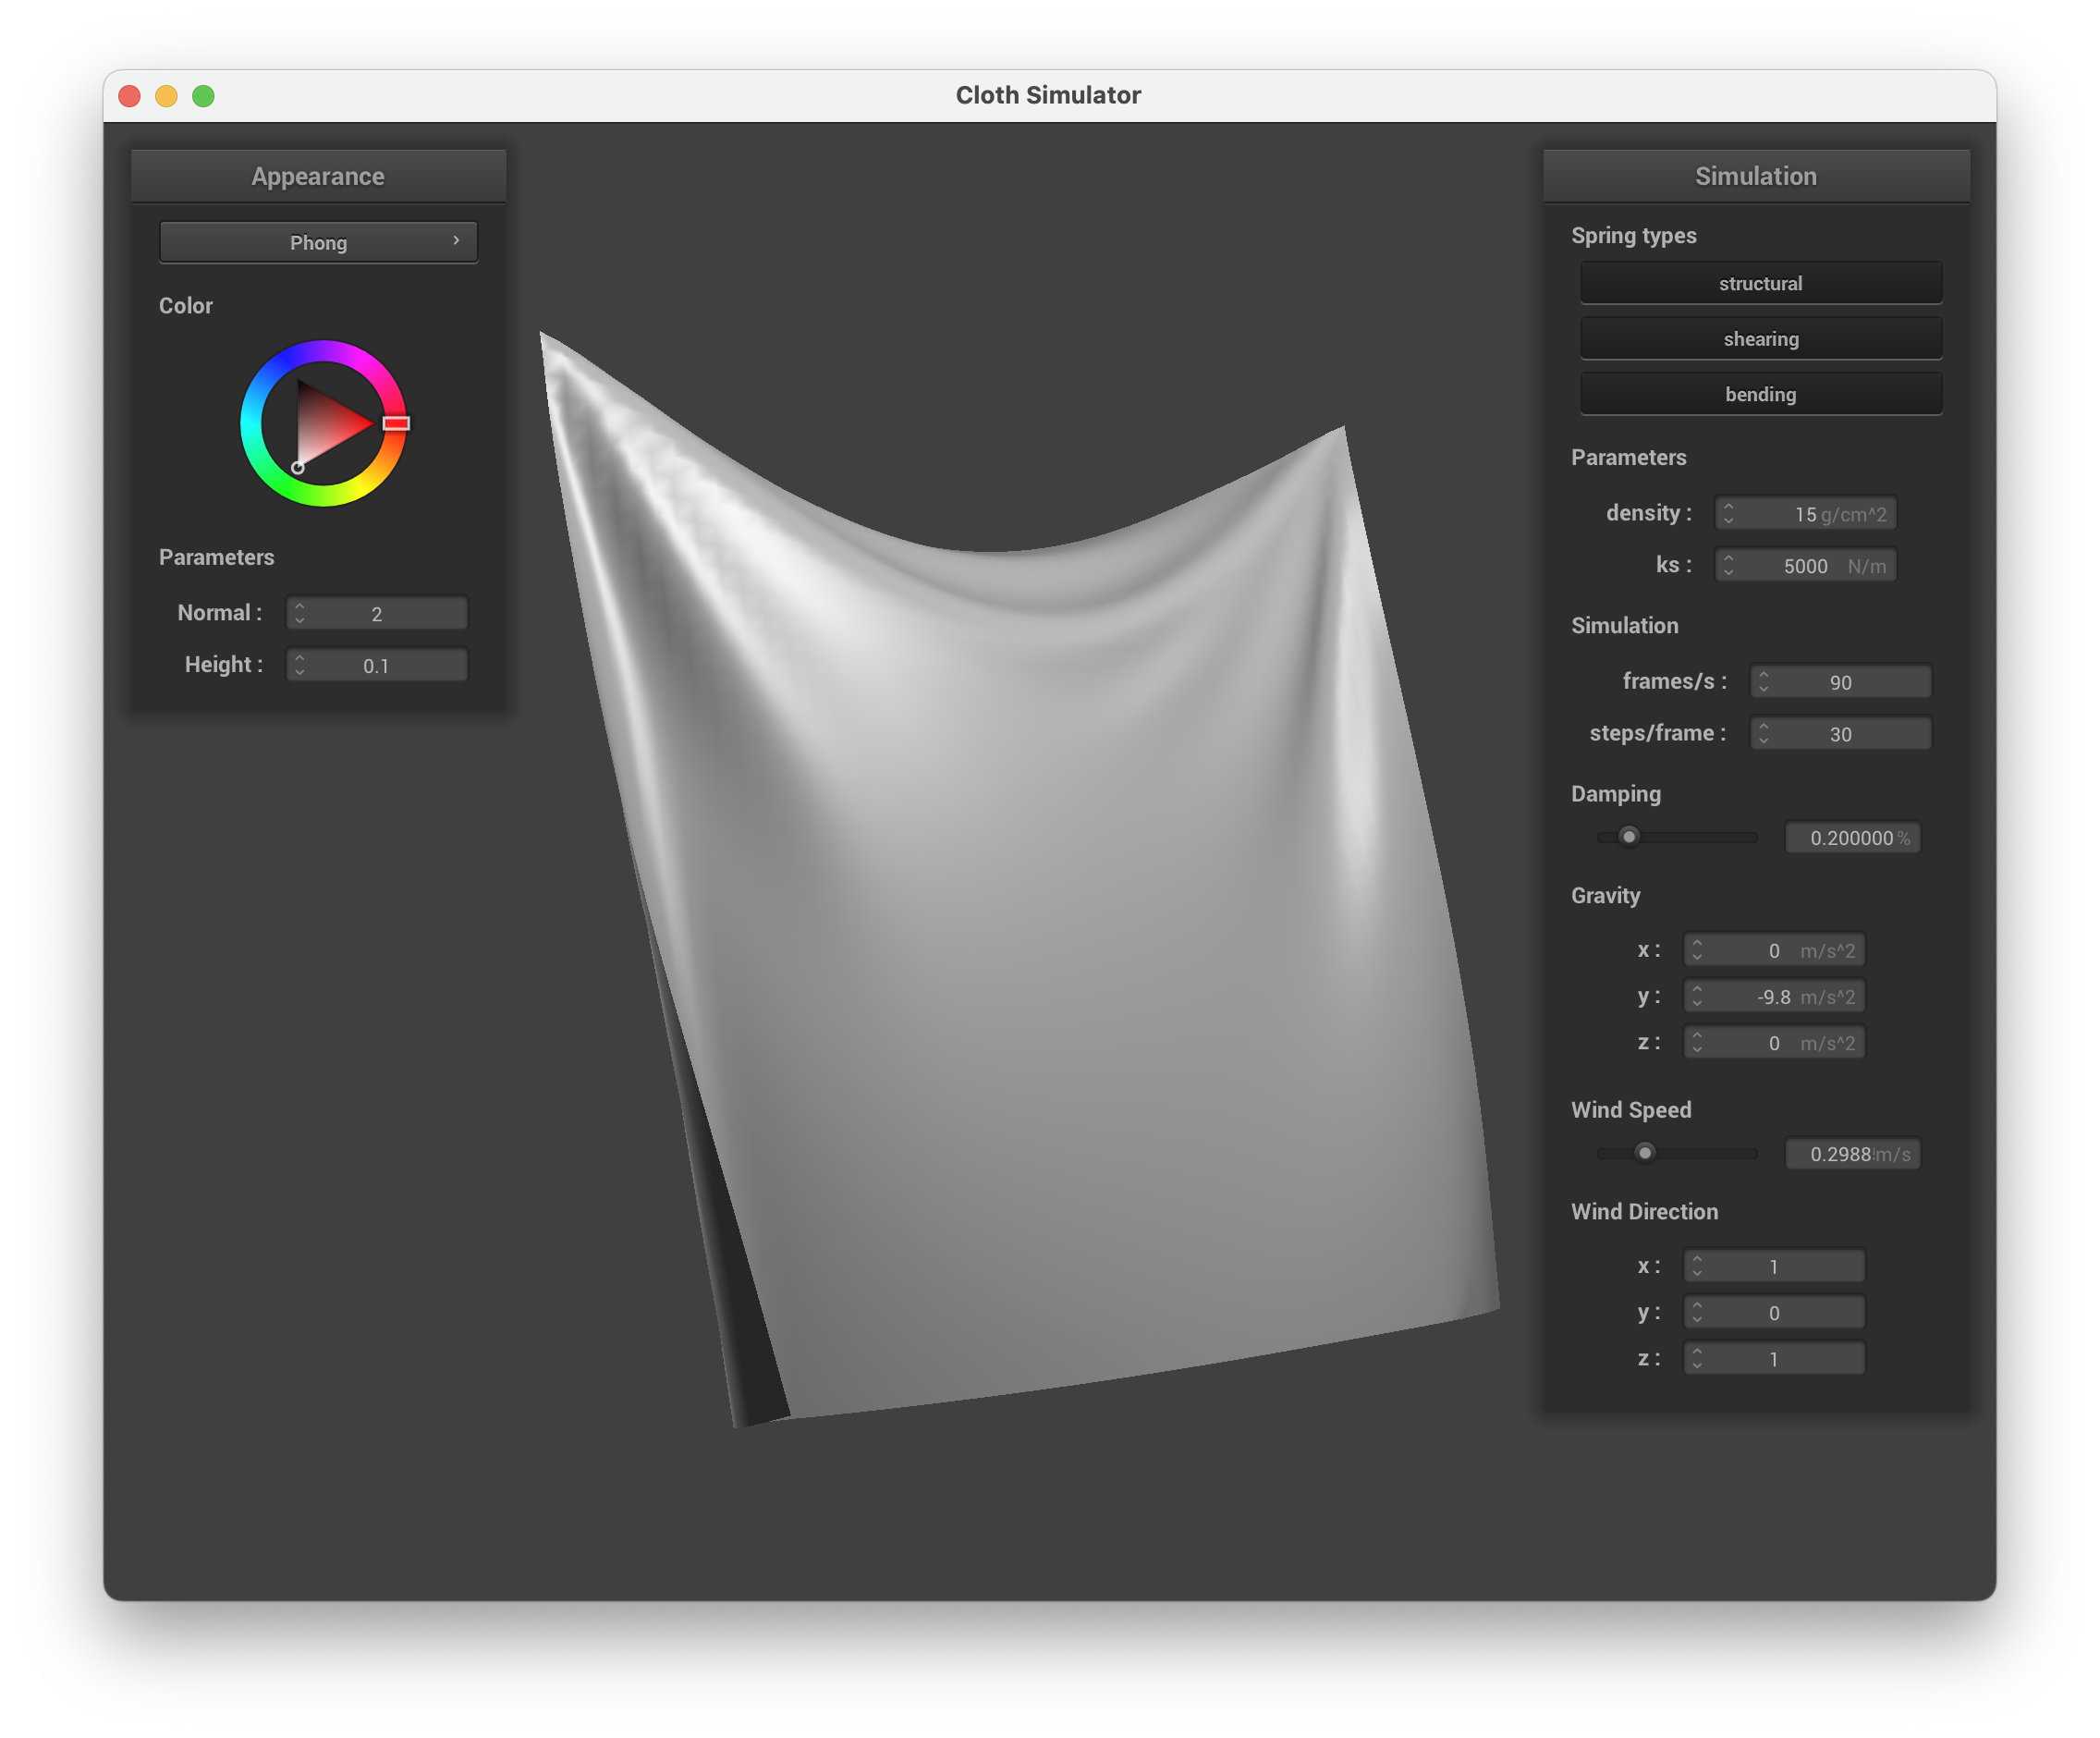 Cloth Simulator
Appearance
Phong
Color
Parameters
Normal : 2
Height : 0.1
Simulation
Spring types
structural
shearing
bending
Parameters
density : 15 g/cm^2
ks : 5000 N/m
Simulation
frames/s : 90
steps/frame : 30
Damping
0.200000 %
Gravity
x : 0 m/s^2
y : -9.8 m/s^2
z : 0 m/s^2
Wind Speed
0.2988 m/s
Wind Direction
x : 1
y : 0
z : 1